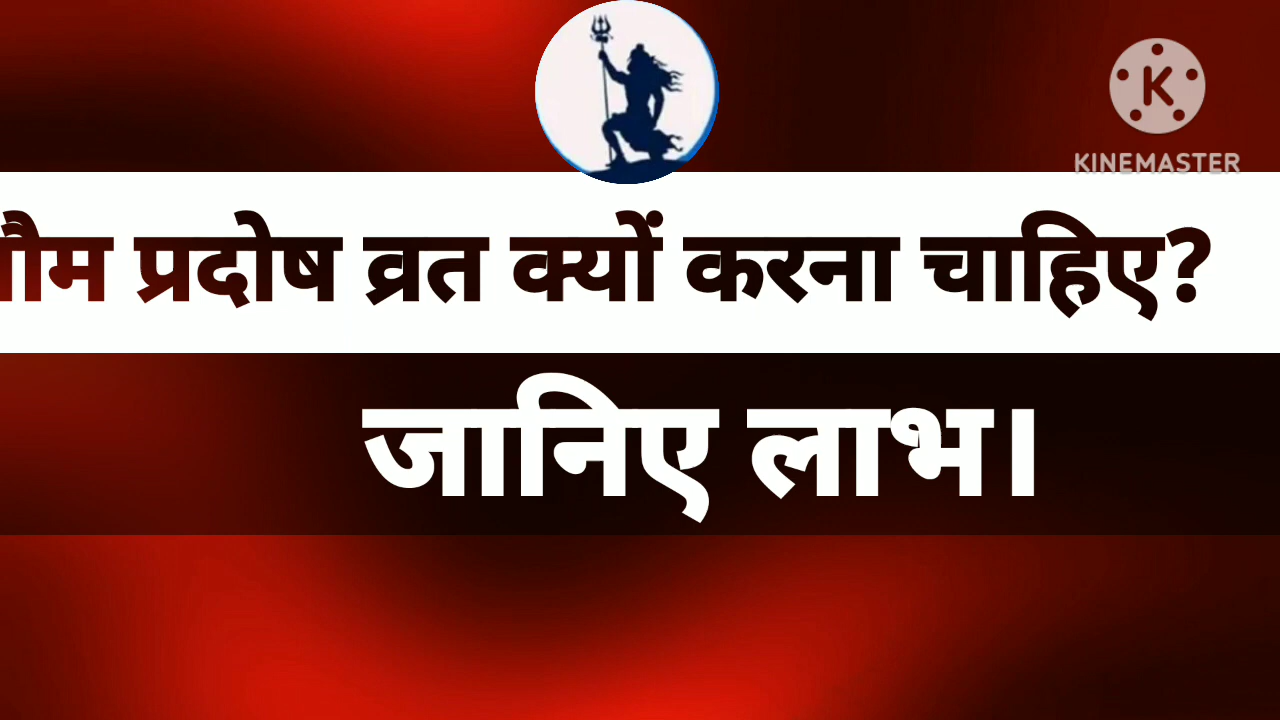 KINEMASTER
प्रदोष व्रत क्यों करना चाहिए?
जानिए लाभ।